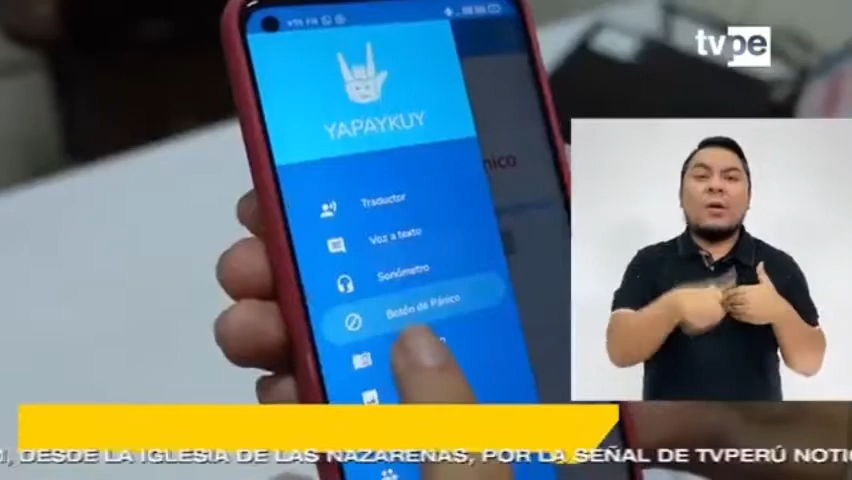 tvpe
YAPAYKUY
nico
Traductor
Voz a texto
Sonómetro
Botón de Pánico
, DESDE LA IGLESIA DE LAS NAZARENAS, POR LA SEÑAL DE TVPERÚ NOTIC